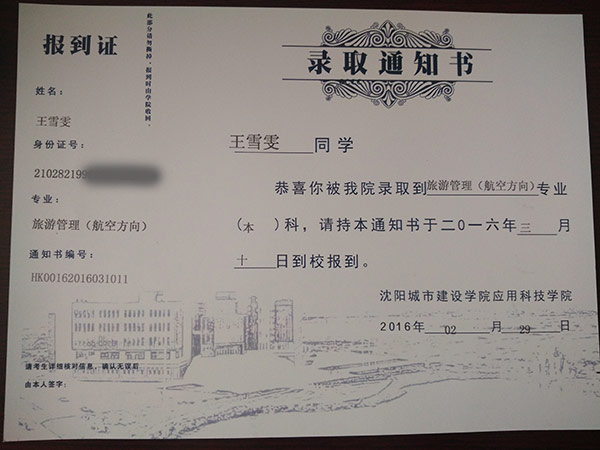 报到证
姓名：
王雪雯
身份证号：
210282199
专业：
旅游管理（航空方向）
通知书编号：
HK00162016031011
请考生详细核对信息，确认无误后
由本人签字：
此部分请勿撕掉，报到时由学院收回。
录取通知书
王雪雯 同学
恭喜你被我院录取到旅游管理（航空方向）专业
（本 ）科，请持本通知书于二0一六年三 月
十 日到校报到。
沈阳城市建设学院应用科技学院
2016年 02 月 29 日